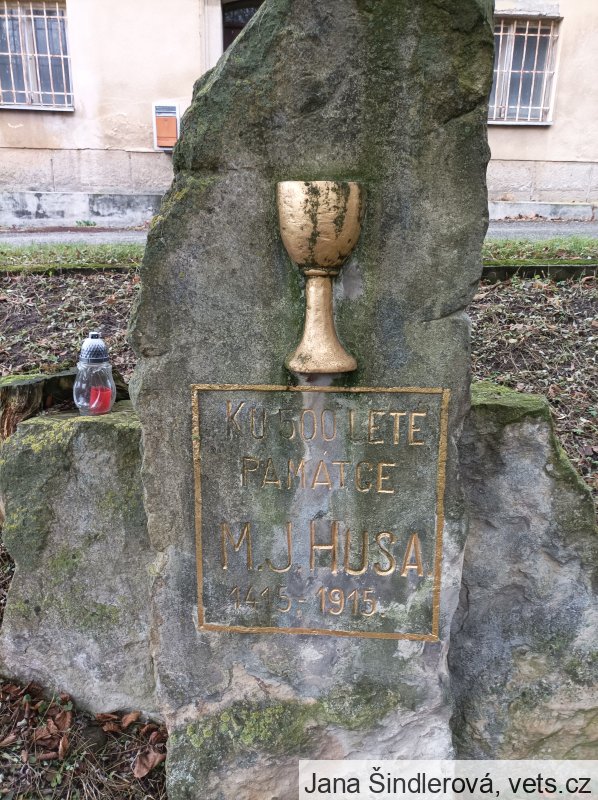 KU 500 LETÉ
PAMÁTCE
M. J. HUSA
1415 - 1915.
Jana Šindlerová, vets.cz